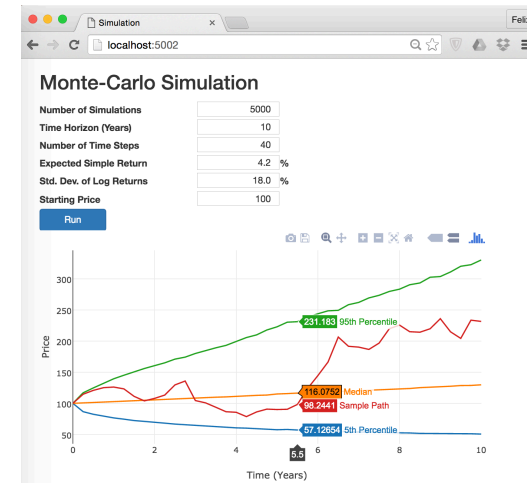 Simulation ×
Felix
localhost:5002
Monte-Carlo Simulation
Number of Simulations 5000
Time Horizon (Years) 10
Number of Time Steps 40
Expected Simple Return 4.2 %
Std. Dev. of Log Returns 18.0 %
Starting Price 100
Run
300
250
200
150
100
50
Price
231.183 95th Percentile
116.0752 Median
98.2441 Sample Path
57.12654 5th Percentile
0 2 4 5.5 6 8 10
Time (Years)